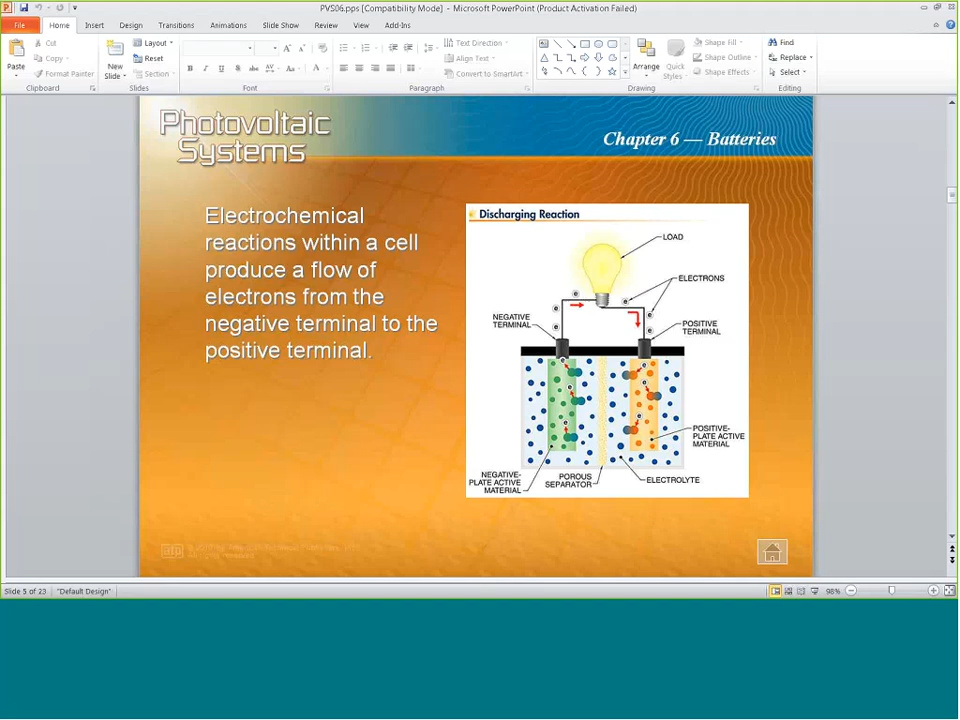 PVS06.pps [Compatibility Mode] - Microsoft PowerPoint (Product Activation Failed)
File Home Insert Design Transitions Animations Slide Show Review View Add-Ins
Paste
Cut
Copy
Format Painter
Clipboard
New
Slide
Layout
Reset
Section
Slides
Font
Text Direction
Align Text
Convert to SmartArt
Paragraph
Arrange
Quick
Styles
Shape Fill
Shape Outline
Shape Effects
Drawing
Find
Replace
Select
Editing
Photovoltaic
Systems
Chapter 6 — Batteries
Electrochemical
reactions within a cell
produce a flow of
electrons from the
negative terminal to the
positive terminal.
Discharging Reaction
LOAD
ELECTRONS
NEGATIVE
TERMINAL
POSITIVE
TERMINAL
POSITIVE-
PLATE ACTIVE
MATERIAL
NEGATIVE-
PLATE ACTIVE
MATERIAL
POROUS
SEPARATOR
ELECTROLYTE
Slide 5 of 23 "Default Design" 98%